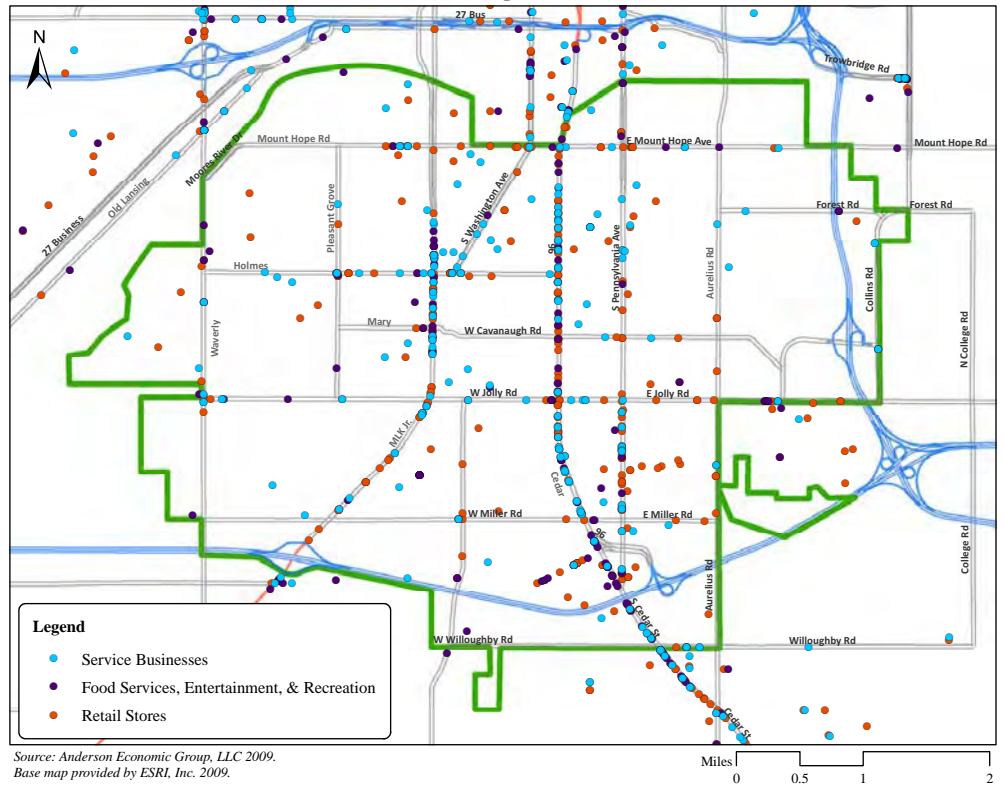 27 Bus
N
Trowbridge Rd
Mount Hope Rd
E Mount Hope Ave
Mount Hope Rd
Moores River Dr
Old Lansing
27 Business
Pleasant Grove
S Washington Ave
96
S Pennsylvania Ave
Aurelius Rd
Forest Rd
Forest Rd
Collins Rd
N College Rd
Holmes
Waverly
Mary
W Cavanaugh Rd
W Jolly Rd
E Jolly Rd
MLK Jr.
Cedar
W Miller Rd
E Miller Rd
96
College Rd
Aurelius Rd
S Cedar St
W Willoughby Rd
Willoughby Rd
Cedar St
Legend
Service Businesses
Food Services, Entertainment, & Recreation
Retail Stores
Source: Anderson Economic Group, LLC 2009.
Base map provided by ESRI, Inc. 2009.
Miles
0 0.5 1 2